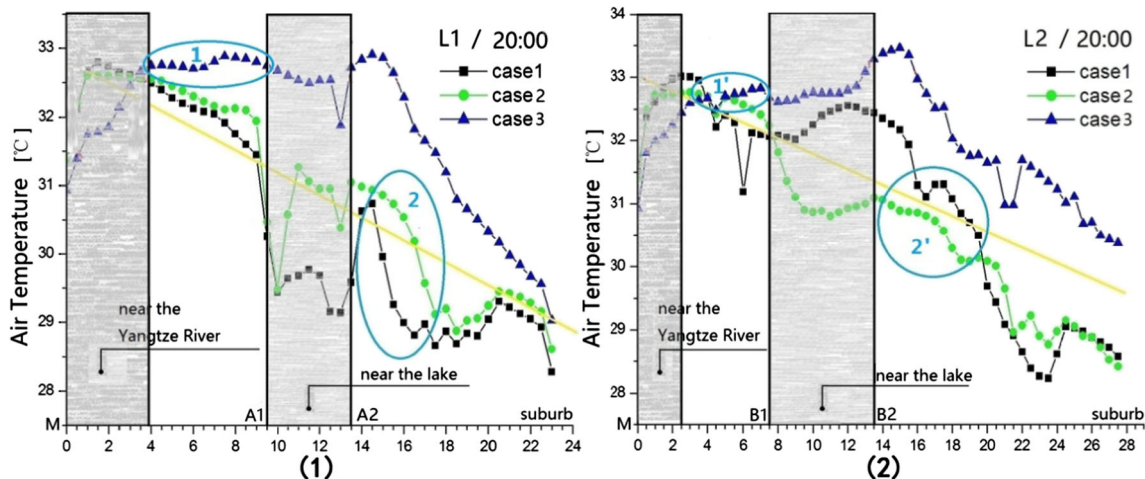 L1 / 20:00
case1
case2
case3
33
32
31
30
29
28
M
Air Temperature [℃]
1
2
near the
Yangtze River
near the lake
A1
A2
suburb
0 2 4 6 8 10 12 14 16 18 20 22 24
(1)
L2 / 20:00
case1
case2
case3
34
33
32
31
30
29
28
M
Air Temperature [℃]
1'
2'
near the
Yangtze River
near the lake
B1
B2
suburb
0 2 4 6 8 10 12 14 16 18 20 22 24 26 28
(2)